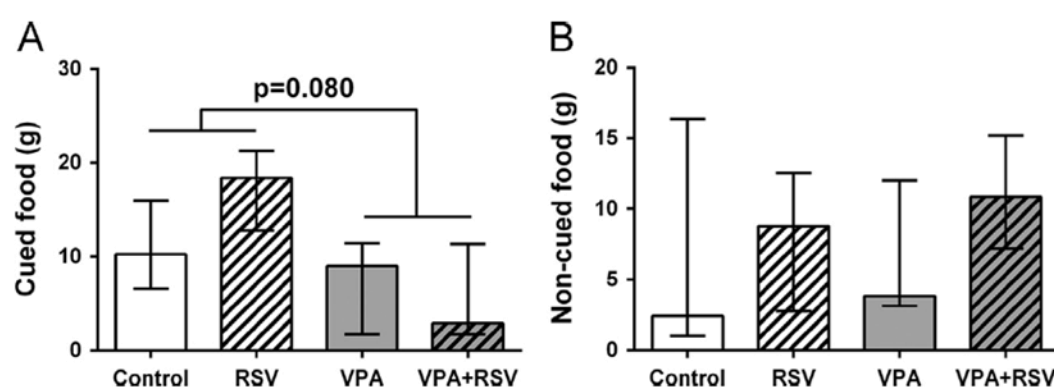 A
Cued food (g)
30
20
10
0
p=0.080
Control RSV VPA VPA+RSV
B
Non-cued food (g)
20
15
10
5
0
Control RSV VPA VPA+RSV